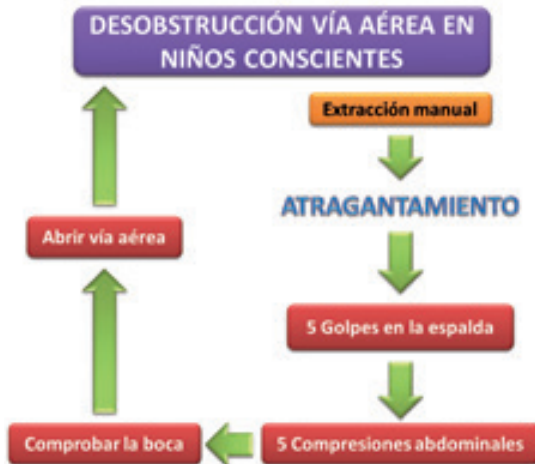 DESOBSTRUCCIÓN VÍA AÉREA EN
NIÑOS CONSCIENTES
Extracción manual
ATRAGANTAMIENTO
5 Golpes en la espalda
5 Compresiones abdominales
Comprobar la boca
Abrir vía aérea